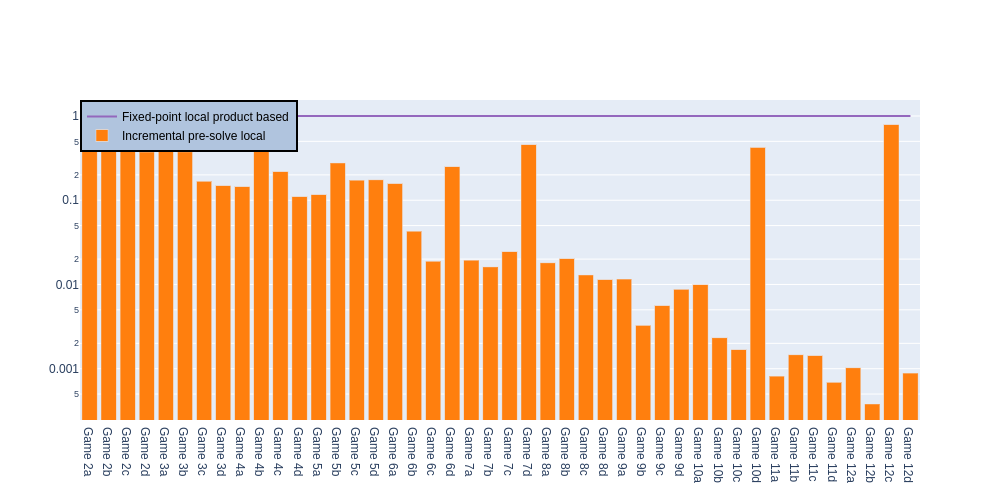 Fixed-point local product based
Incremental pre-solve local
1
5
2
0.1
5
2
0.01
5
2
0.001
5
Game 2a
Game 2b
Game 2c
Game 2d
Game 3a
Game 3b
Game 3c
Game 3d
Game 4a
Game 4b
Game 4c
Game 4d
Game 5a
Game 5b
Game 5c
Game 5d
Game 6a
Game 6b
Game 6c
Game 6d
Game 7a
Game 7b
Game 7c
Game 7d
Game 8a
Game 8b
Game 8c
Game 8d
Game 9a
Game 9b
Game 9c
Game 9d
Game 10a
Game 10b
Game 10c
Game 10d
Game 11a
Game 11b
Game 11c
Game 11d
Game 12a
Game 12b
Game 12c
Game 12d